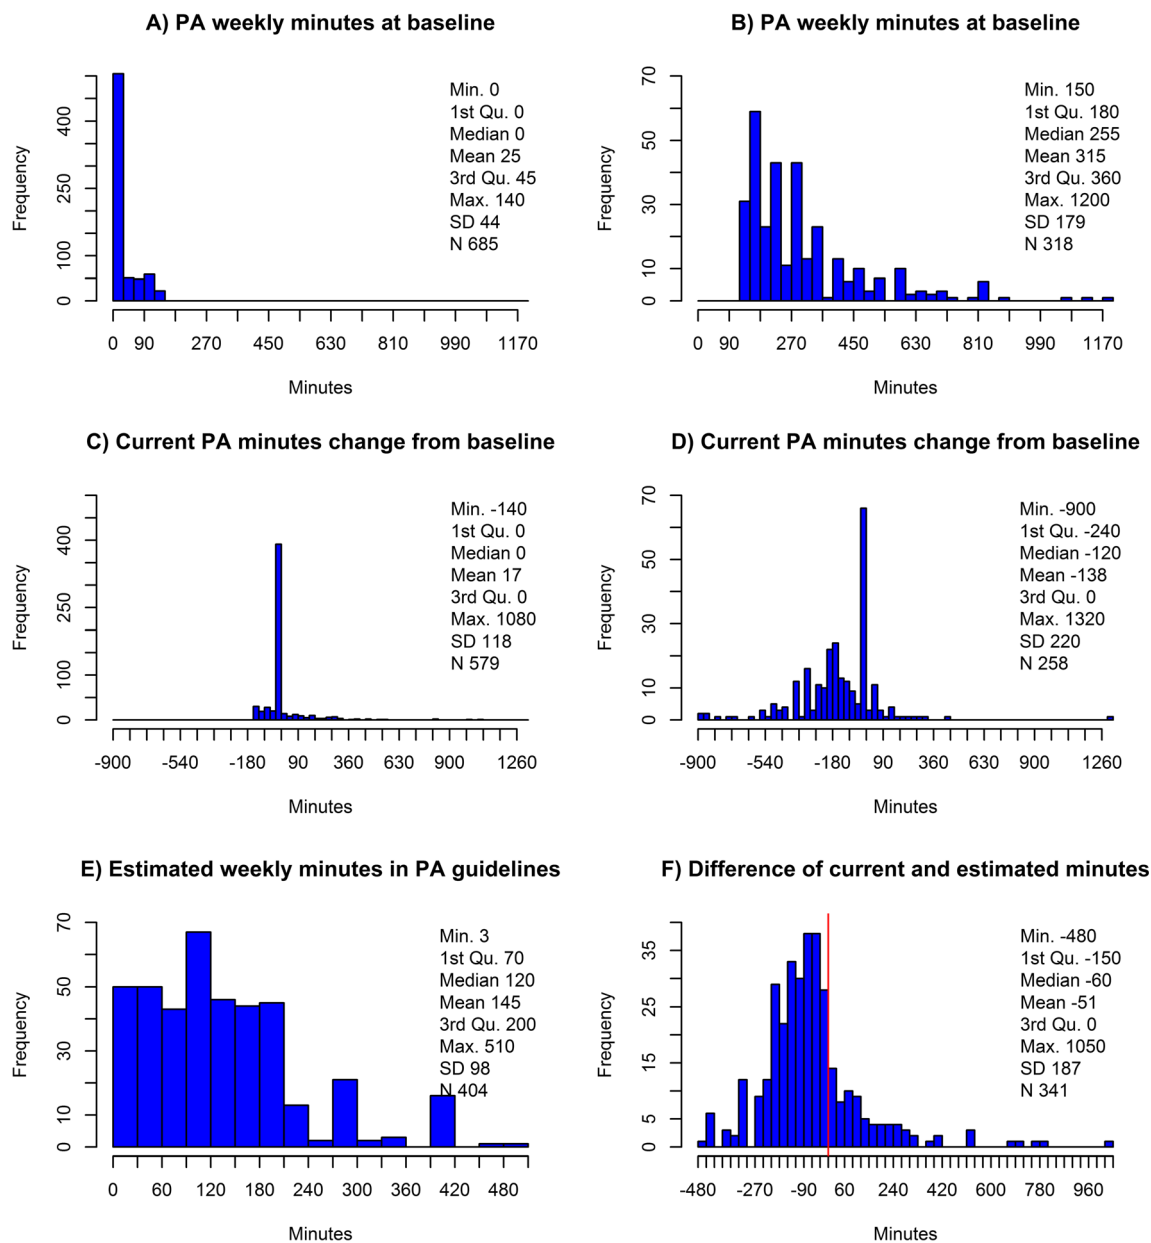 A) PA weekly minutes at baseline
Frequency
0 100 250 400
Min. 0
1st Qu. 0
Median 0
Mean 25
3rd Qu. 45
Max. 140
SD 44
N 685
0 90 270 450 630 810 990 1170
Minutes
B) PA weekly minutes at baseline
Frequency
0 10 30 50 70
Min. 150
1st Qu. 180
Median 255
Mean 315
3rd Qu. 360
Max. 1200
SD 179
N 318
0 90 270 450 630 810 990 1170
Minutes
C) Current PA minutes change from baseline
Frequency
0 100 250 400
Min. -140
1st Qu. 0
Median 0
Mean 17
3rd Qu. 0
Max. 1080
SD 118
N 579
-900 -540 -180 90 360 630 900 1260
Minutes
D) Current PA minutes change from baseline
Frequency
0 10 30 50 70
Min. -900
1st Qu. -240
Median -120
Mean -138
3rd Qu. 0
Max. 1320
SD 220
N 258
-900 -540 -180 90 360 630 900 1260
Minutes
E) Estimated weekly minutes in PA guidelines
Frequency
0 10 30 50 70
Min. 3
1st Qu. 70
Median 120
Mean 145
3rd Qu. 200
Max. 510
SD 98
N 404
0 60 120 180 240 300 360 420 480
Minutes
F) Difference of current and estimated minutes
Frequency
0 5 15 25 35
Min. -480
1st Qu. -150
Median -60
Mean -51
3rd Qu. 0
Max. 1050
SD 187
N 341
-480 -270 -90 60 240 420 600 780 960
Minutes